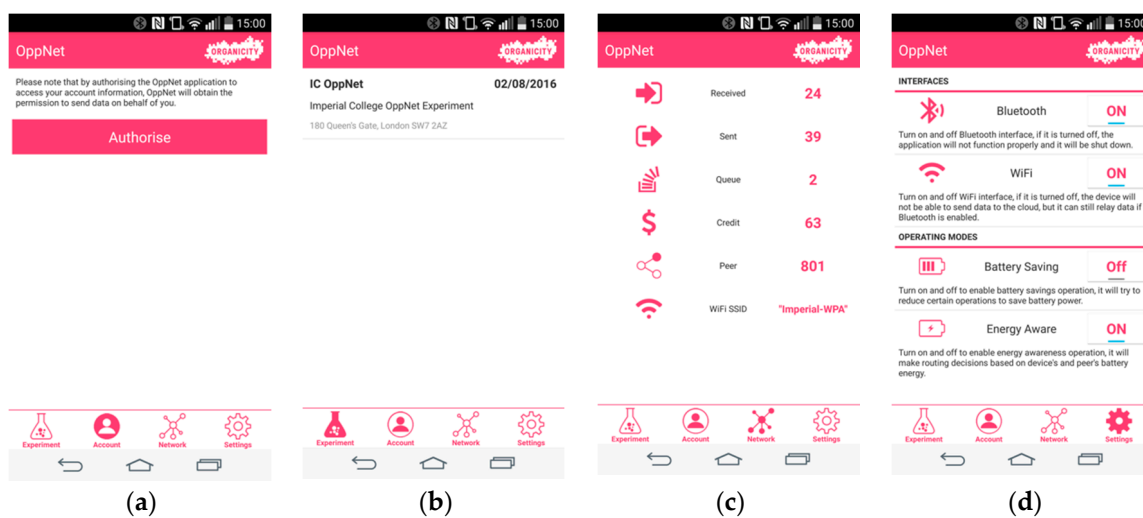 15:00
OppNet ORGANICITY
Please note that by authorising the OppNet application to
access your account information, OppNet will obtain the
permission to send data on behalf of you.
Authorise
Experiment Account Network Settings
(a)
15:00
OppNet ORGANICITY
IC OppNet 02/08/2016
Imperial College OppNet Experiment
180 Queen's Gate, London SW7 2AZ
Experiment Account Network Settings
(b)
15:00
OppNet ORGANICITY
Received 24
Sent 39
Queue 2
Credit 63
Peer 801
WiFi SSID "Imperial-WPA"
Experiment Account Network Settings
(c)
15:00
OppNet ORGANICITY
INTERFACES
Bluetooth ON
Turn on and off Bluetooth interface, if it is turned off, the
application will not function properly and it will be shut down.
WiFi ON
Turn on and off WiFi interface, if it is turned off, the device will
not be able to send data to the cloud, but it can still relay data if
Bluetooth is enabled.
OPERATING MODES
Battery Saving Off
Turn on and off to enable battery savings operation, it will try to
reduce certain operations to save battery power.
Energy Aware ON
Turn on and off to enable energy awareness operation, it will
make routing decisions based on device's and peer's battery
energy.
Experiment Account Network Settings
(d)